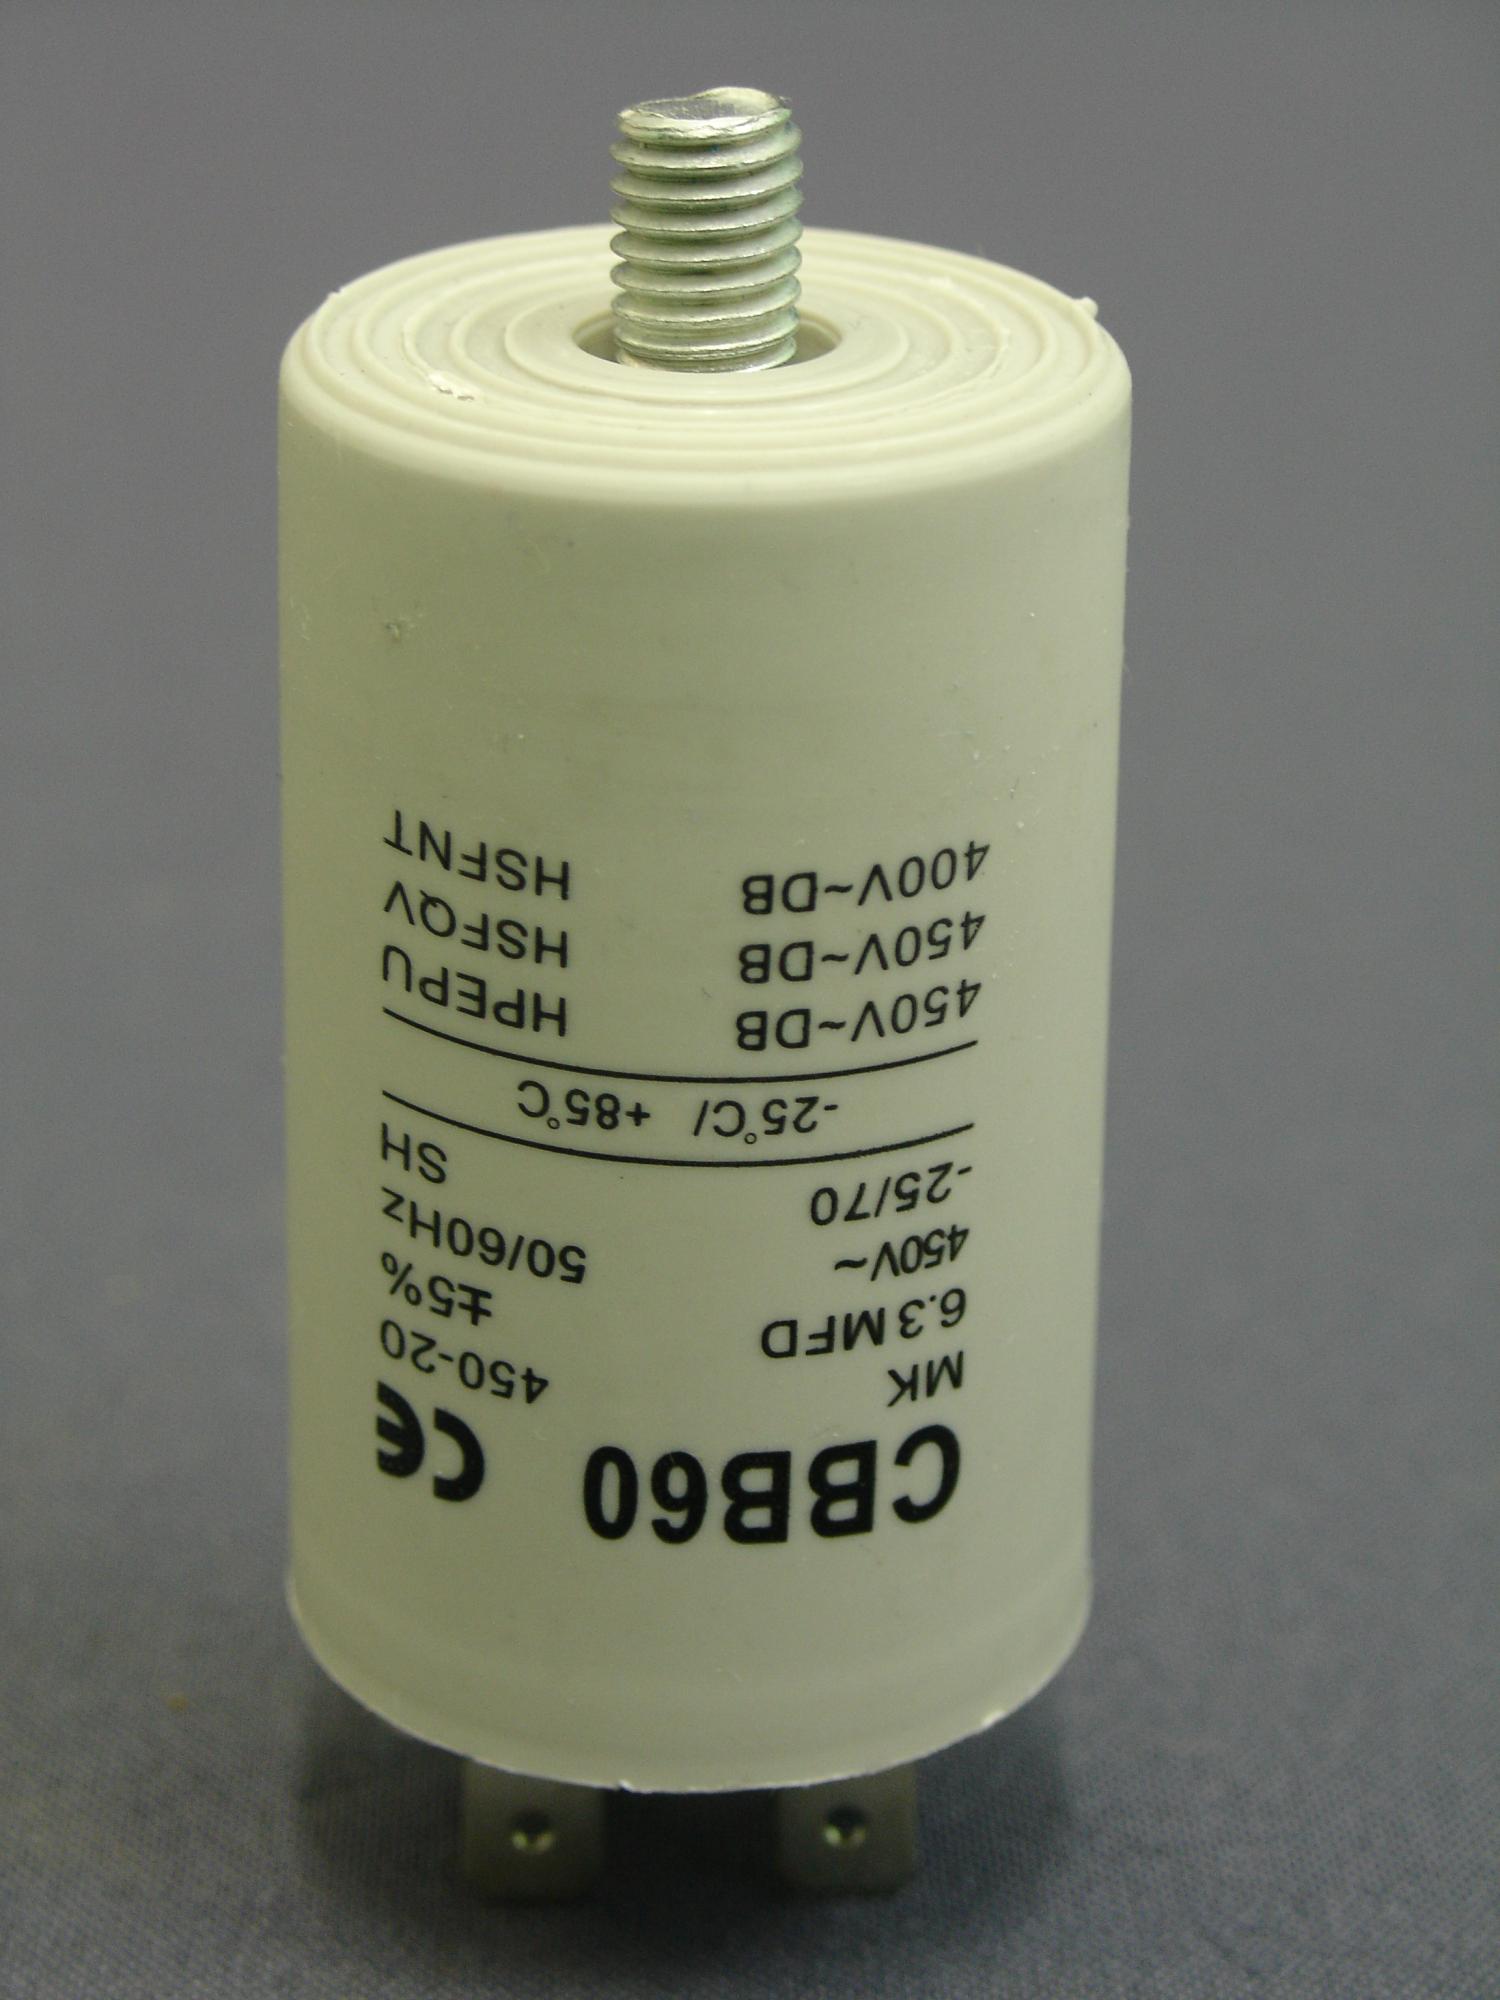 CBB60 CE
MK 450-20
6.3 MFD ±5%
450V~ 50/60Hz
-25/70 SH
-25°C/ +85°C
450V~DB HPEPU
450V~DB HSFQV
400V~DB HSFNT